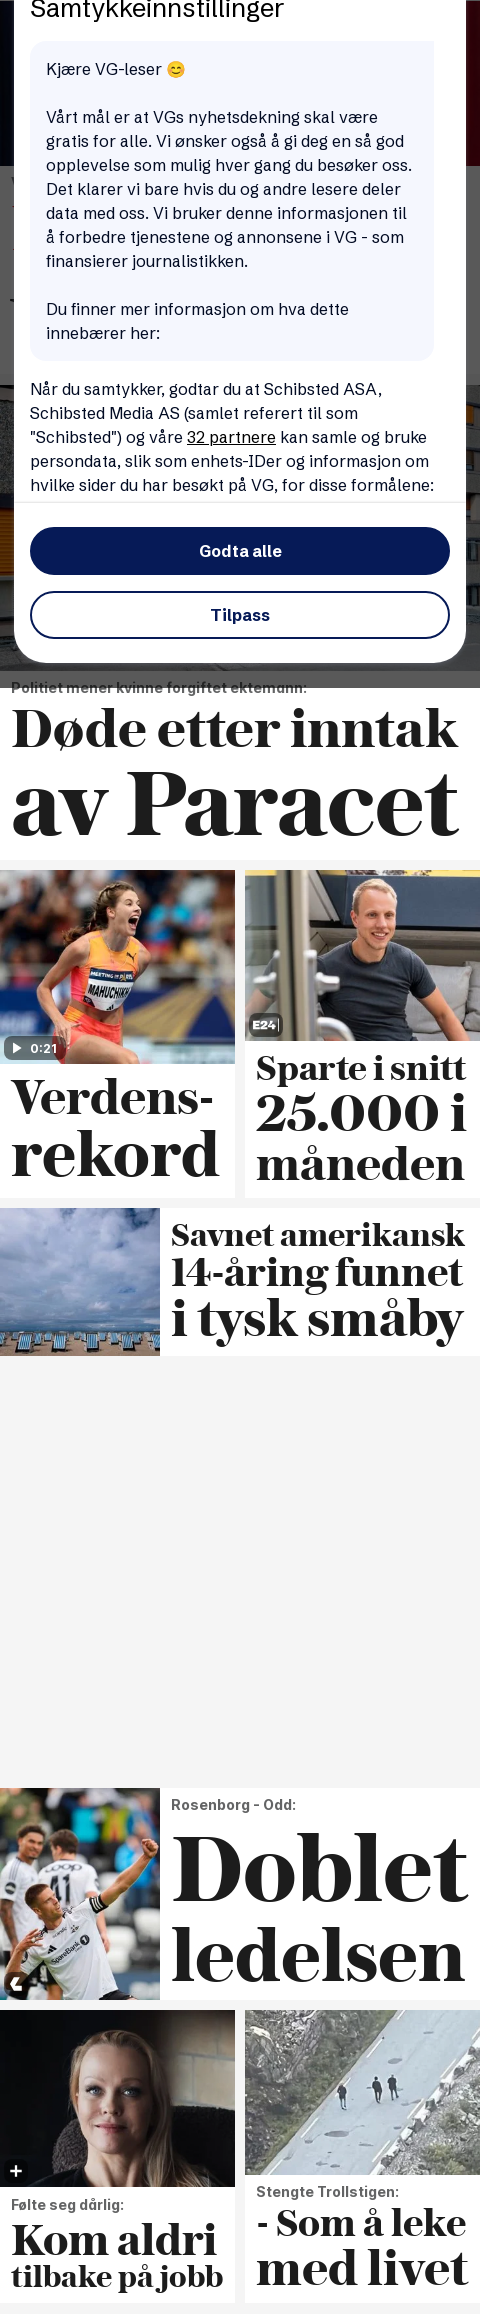 Samtykkeinnstillinger
Kjære VG-leser 😊
Vårt mål er at VGs nyhetsdekning skal være
gratis for alle. Vi ønsker også å gi deg en så god
opplevelse som mulig hver gang du besøker oss.
Det klarer vi bare hvis du og andre lesere deler
data med oss. Vi bruker denne informasjonen til
å forbedre tjenestene og annonsene i VG - som
finansierer journalistikken.
Du finner mer informasjon om hva dette
innebærer her:
Når du samtykker, godtar du at Schibsted ASA,
Schibsted Media AS (samlet referert til som
"Schibsted") og våre 32 partnere kan samle og bruke
persondata, slik som enhets-IDer og informasjon om
hvilke sider du har besøkt på VG, for disse formålene:
Godta alle
Tilpass
Politiet mener kvinne forgiftet ektemann:
Døde etter inntak
av Paracet
MEETING
MAHUCHIKH
0:21
Verdens-
rekord
E24
Sparte i snitt
25.000 i
måneden
Savnet amerikansk
14-åring funnet
i tysk småby
41
SpareBank 1
Rosenborg - Odd:
Doblet
ledelsen
Følte seg dårlig:
Kom aldri
tilbake på jobb
Stengte Trollstigen:
- Som å leke
med livet